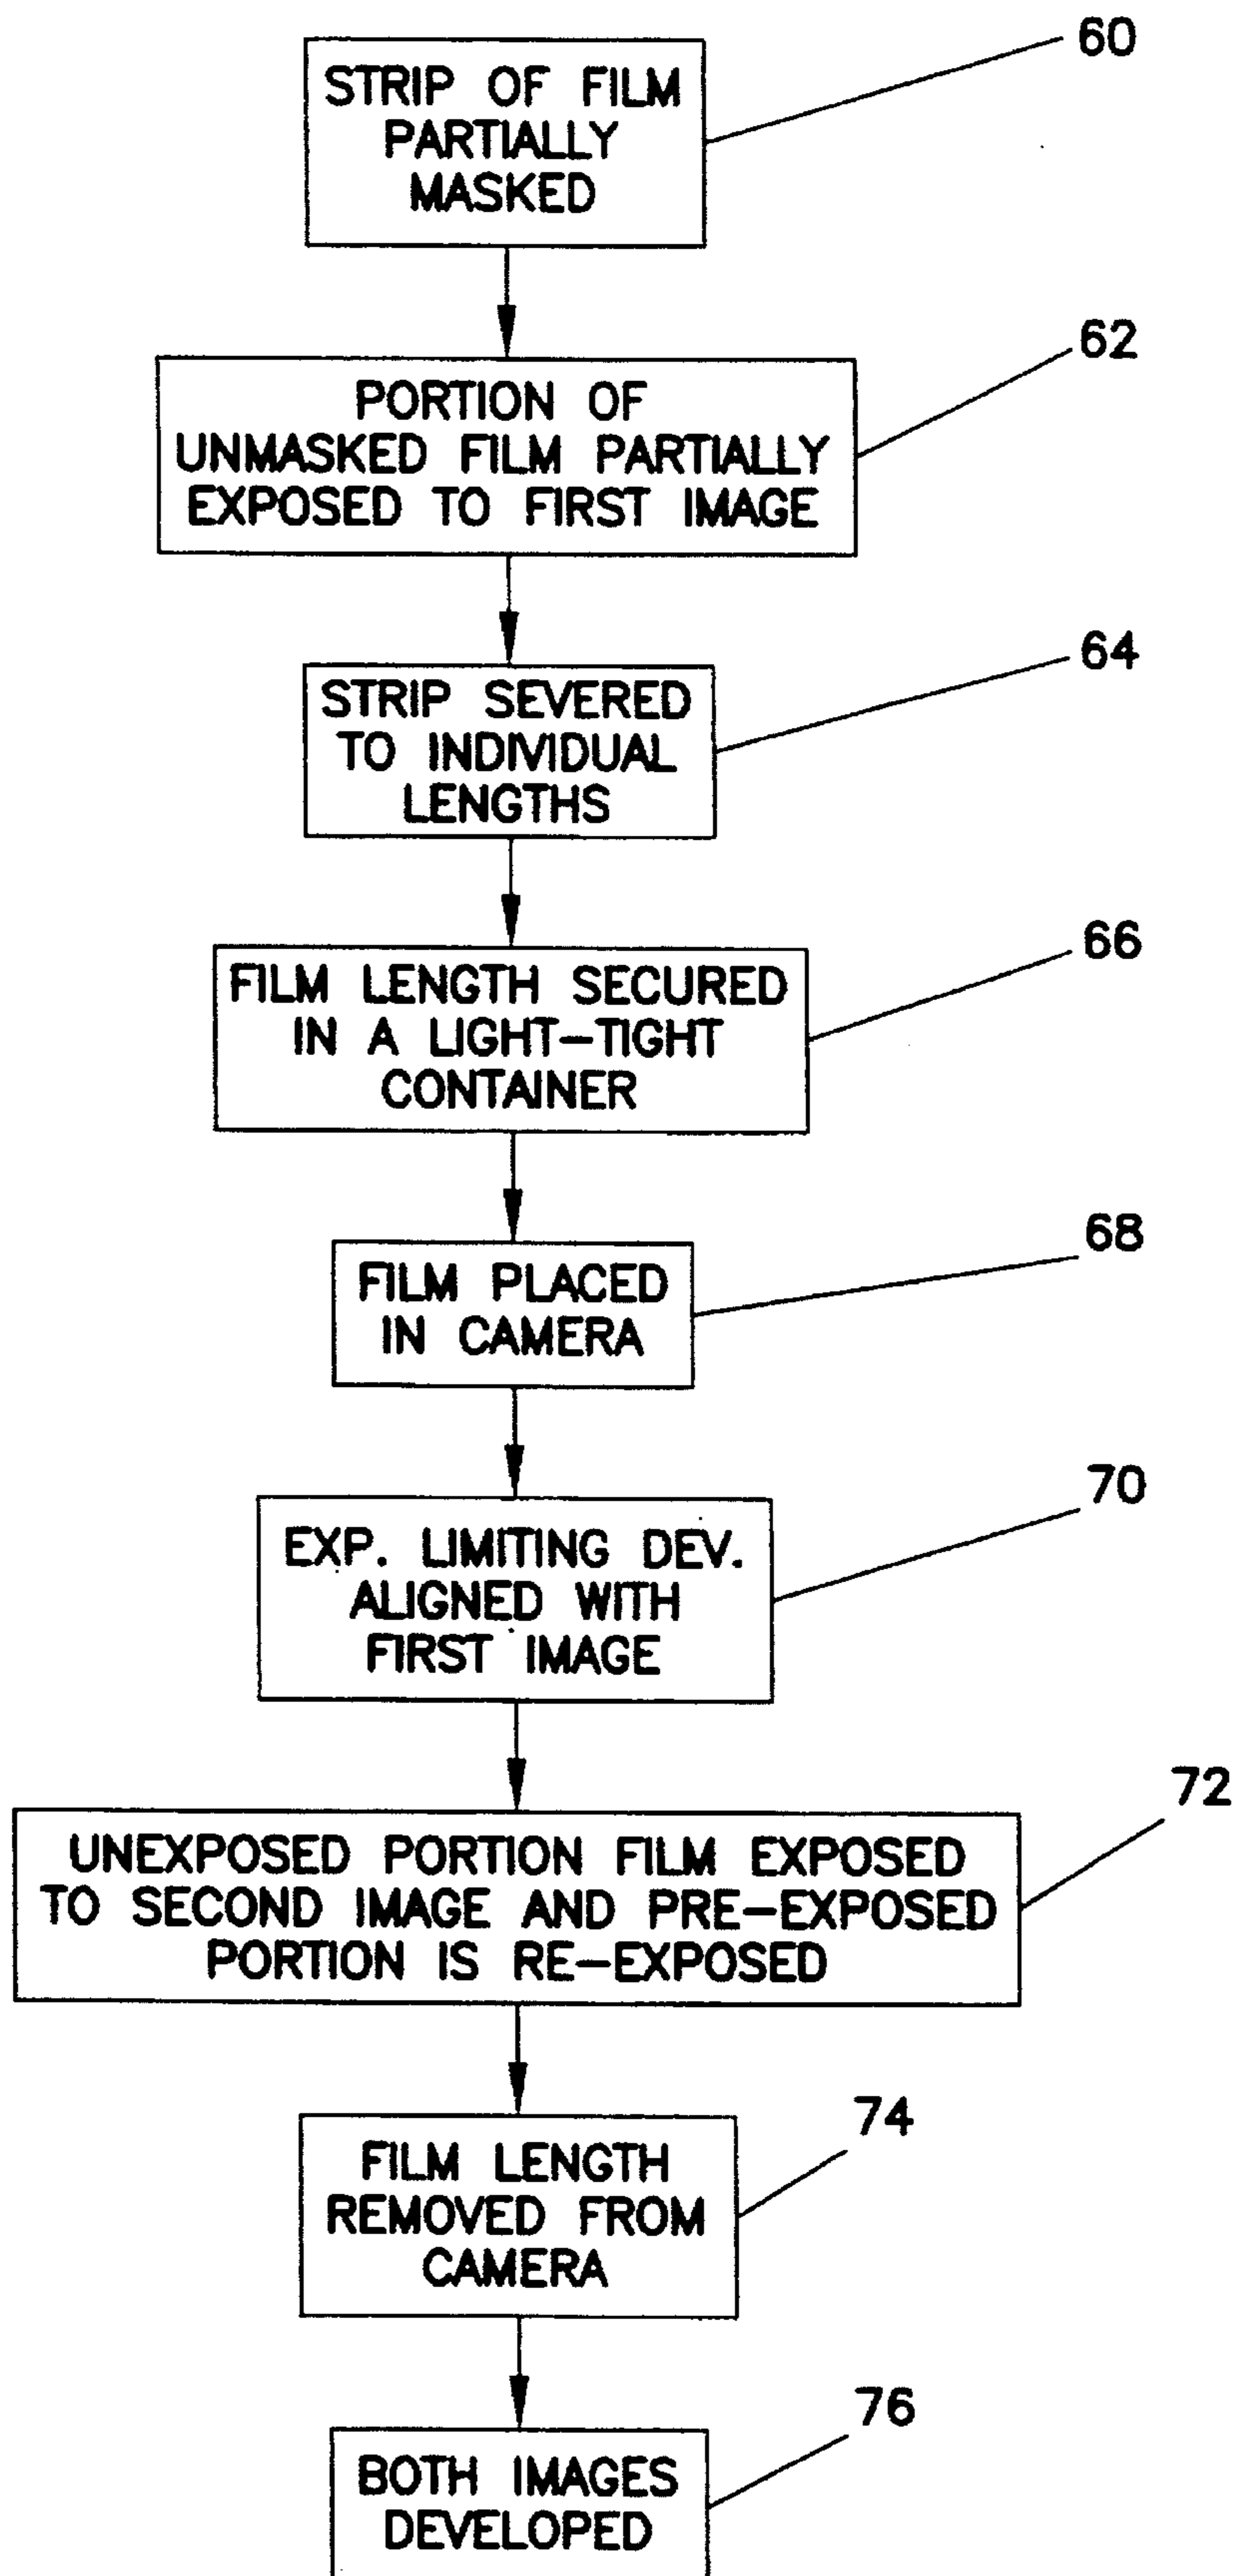 60
STRIP OF FILM
PARTIALLY
MASKED
62
PORTION OF
UNMASKED FILM PARTIALLY
EXPOSED TO FIRST IMAGE
64
STRIP SEVERED
TO INDIVIDUAL
LENGTHS
66
FILM LENGTH SECURED
IN A LIGHT-TIGHT
CONTAINER
68
FILM PLACED
IN CAMERA
70
EXP. LIMITING DEV.
ALIGNED WITH
FIRST IMAGE
72
UNEXPOSED PORTION FILM EXPOSED
TO SECOND IMAGE AND PRE-EXPOSED
PORTION IS RE-EXPOSED
74
FILM LENGTH
REMOVED FROM
CAMERA
76
BOTH IMAGES
DEVELOPED